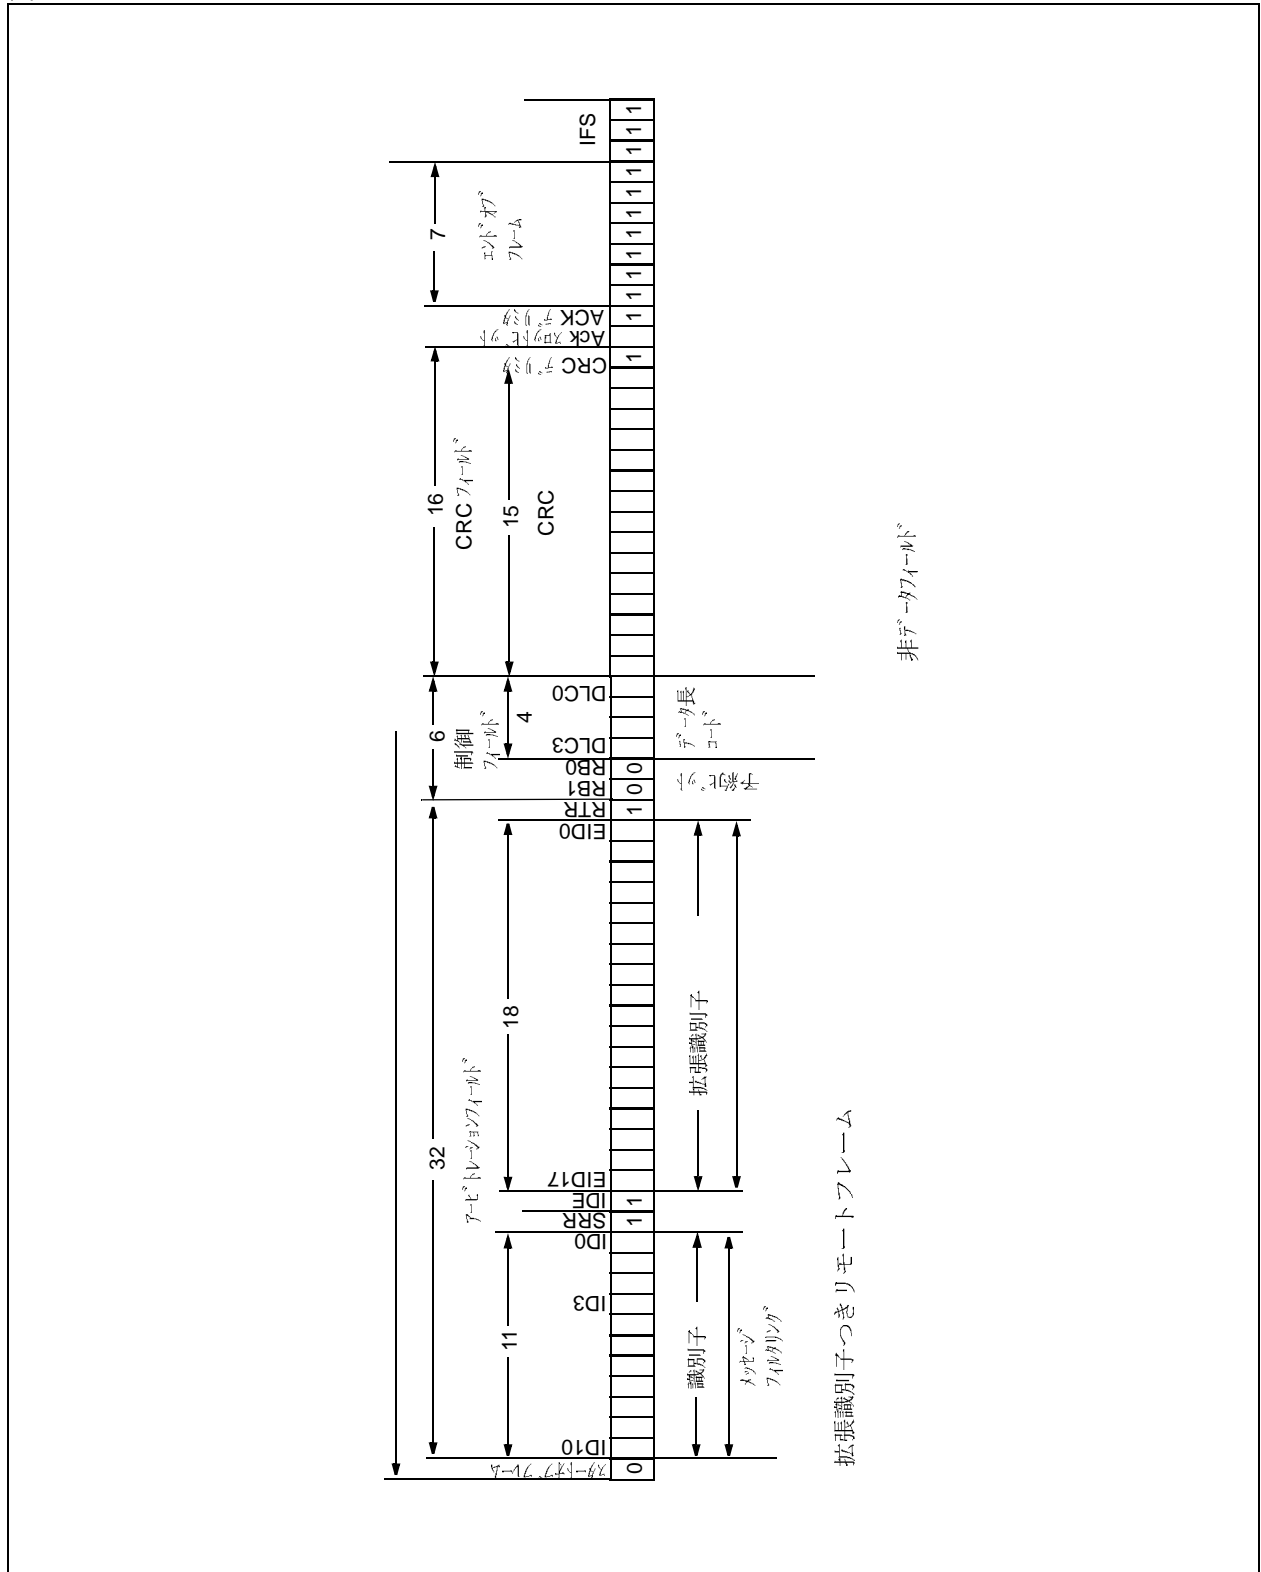 IFS
1 1 1 1 1 1 1 1 1 1 1
7
エンド オブ
フレーム
ACK デリミタ
Ack スロットビット
CRC デリミタ
1
16
CRC フィールド
15
CRC
非データフィールド
6
制御
フィールド
4
DLC0
DLC3
データ長
コード
RB0
RB1
0 0
予約ビット
RTR
1
EID0
18
拡張識別子
32
アービトレーションフィールド
EID17
IDE
SRR
1 1
ID0
ID3
11
識別子
メッセージ
フィルタリング
ID10
スタートオブフレーム
0
拡張識別子つきリモートフレーム